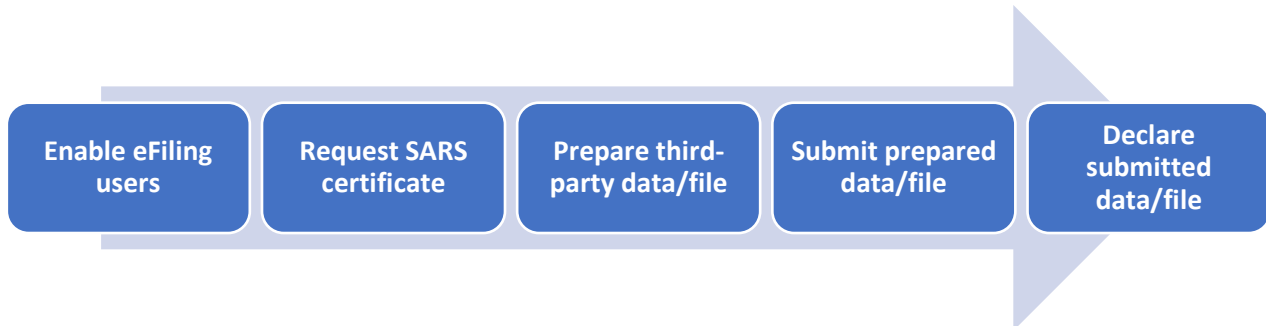 Enable eFiling
users
Request SARS
certificate
Prepare third-
party data/file
Submit prepared
data/file
Declare
submitted
data/file